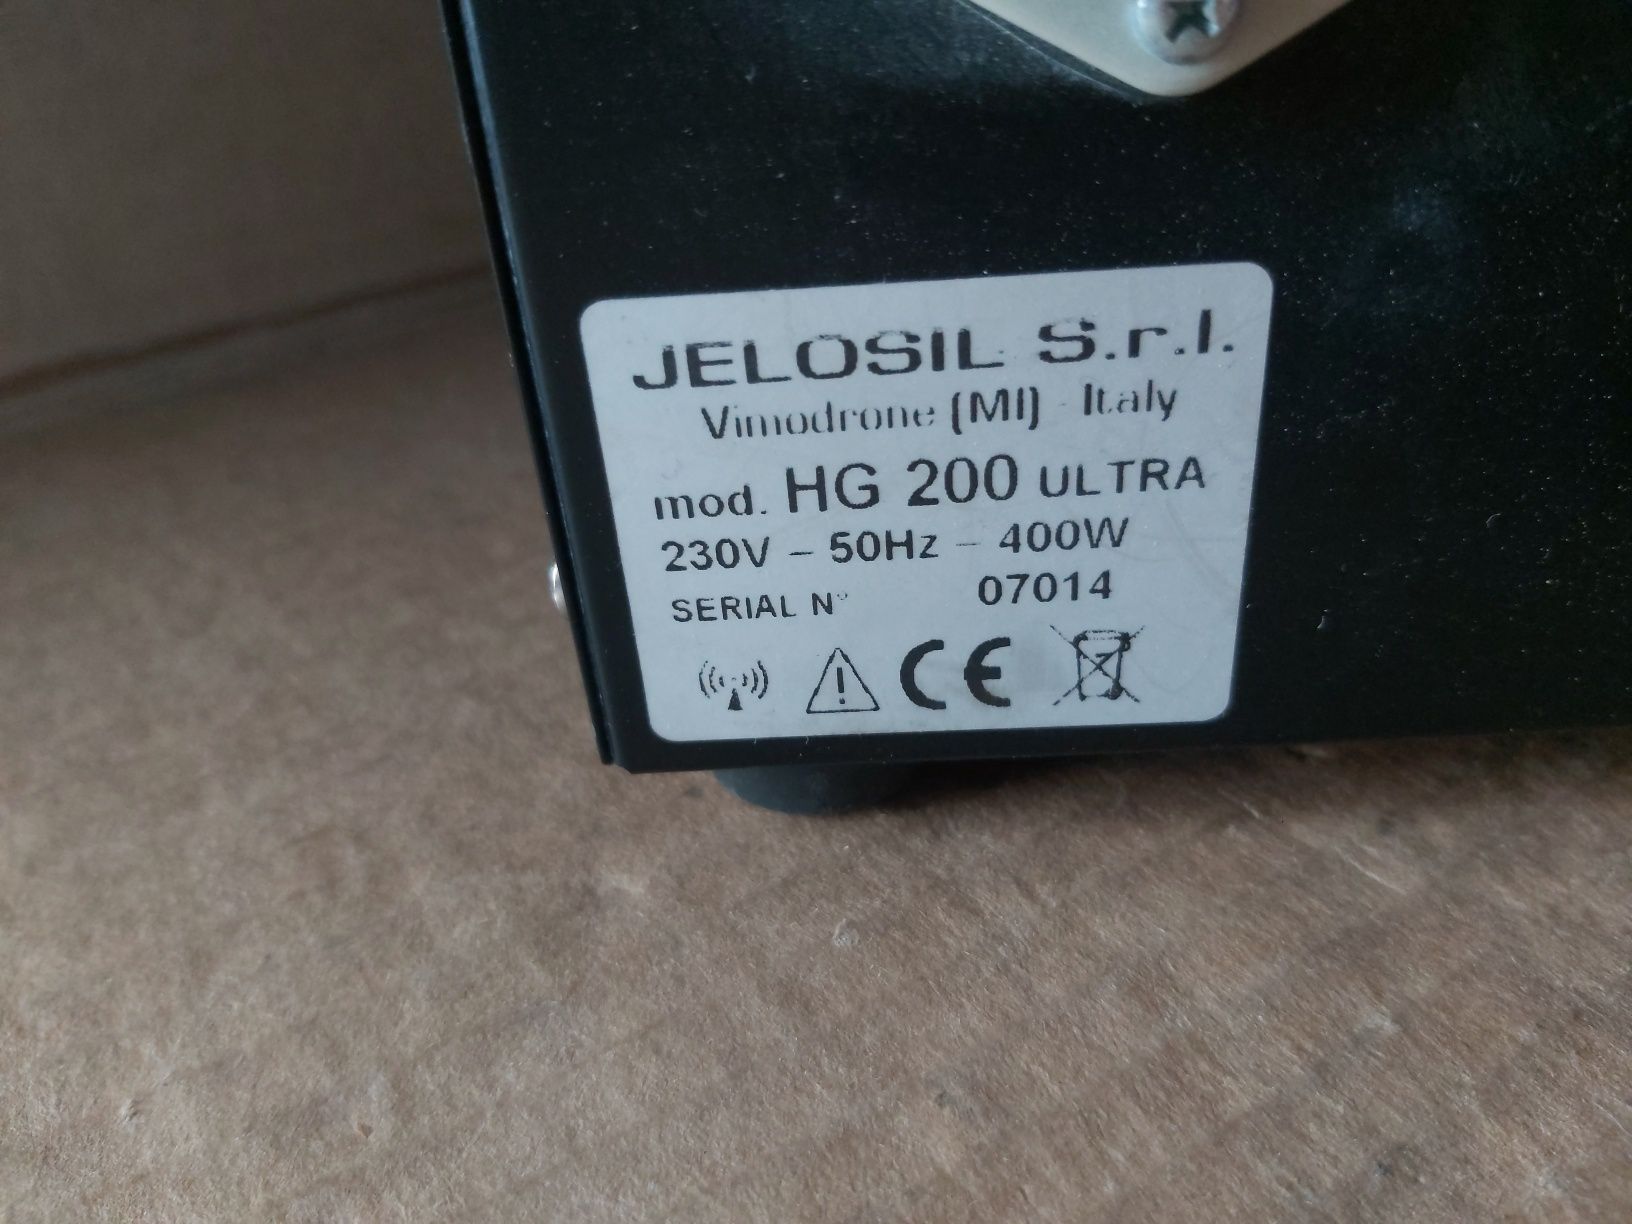 JELOSIL S.r.l.
Vimodrone (MI) - Italy
mod. HG 200 ULTRA
230V – 50Hz – 400W
SERIAL N° 07014
CE